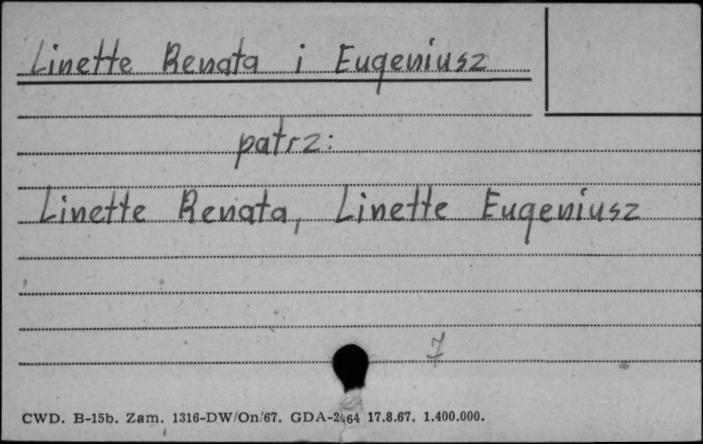 Linette Renata i Eugeniusz
patrz:
Linette Renata, Linette Eugeniusz
7
CWD. B-15b. Zam. 1316-DW/On/67. GDA-2464 17.8.67. 1.400.000.